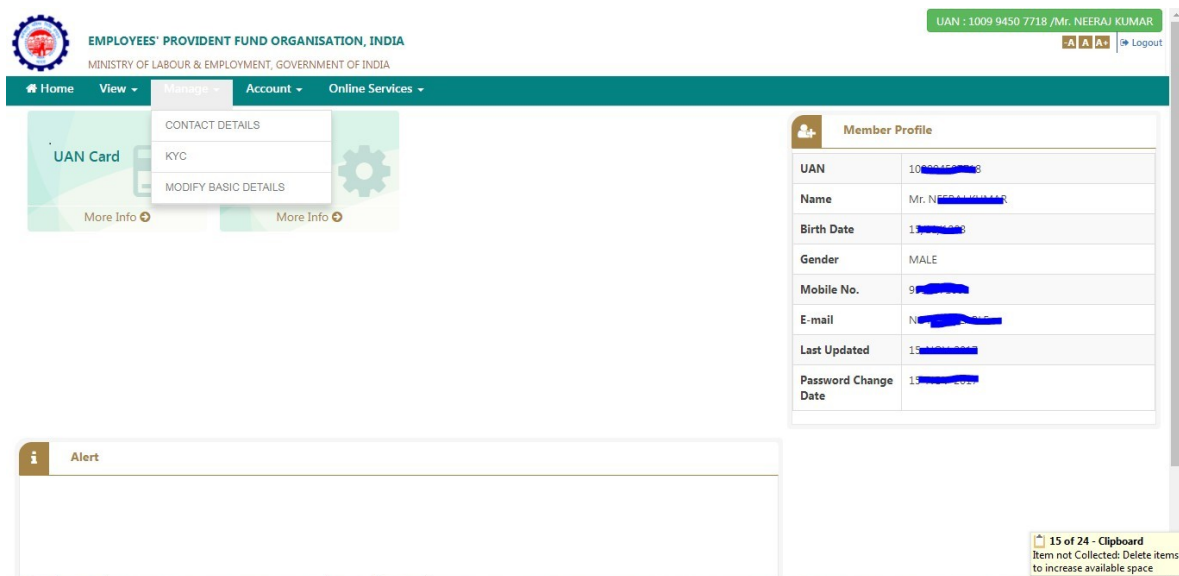 UAN : 1009 9450 7718 /Mr. NEERAJ KUMAR
EMPLOYEES' PROVIDENT FUND ORGANISATION, INDIA
MINISTRY OF LABOUR & EMPLOYMENT, GOVERNMENT OF INDIA
-A A A+ Logout
Home View Manage Account Online Services
CONTACT DETAILS
KYC
MODIFY BASIC DETAILS
UAN Card
More Info More Info
Member Profile
UAN
Name Mr.
Birth Date
Gender MALE
Mobile No.
E-mail
Last Updated
Password Change
Date
Alert
15 of 24 - Clipboard
Item not Collected: Delete items
to increase available space